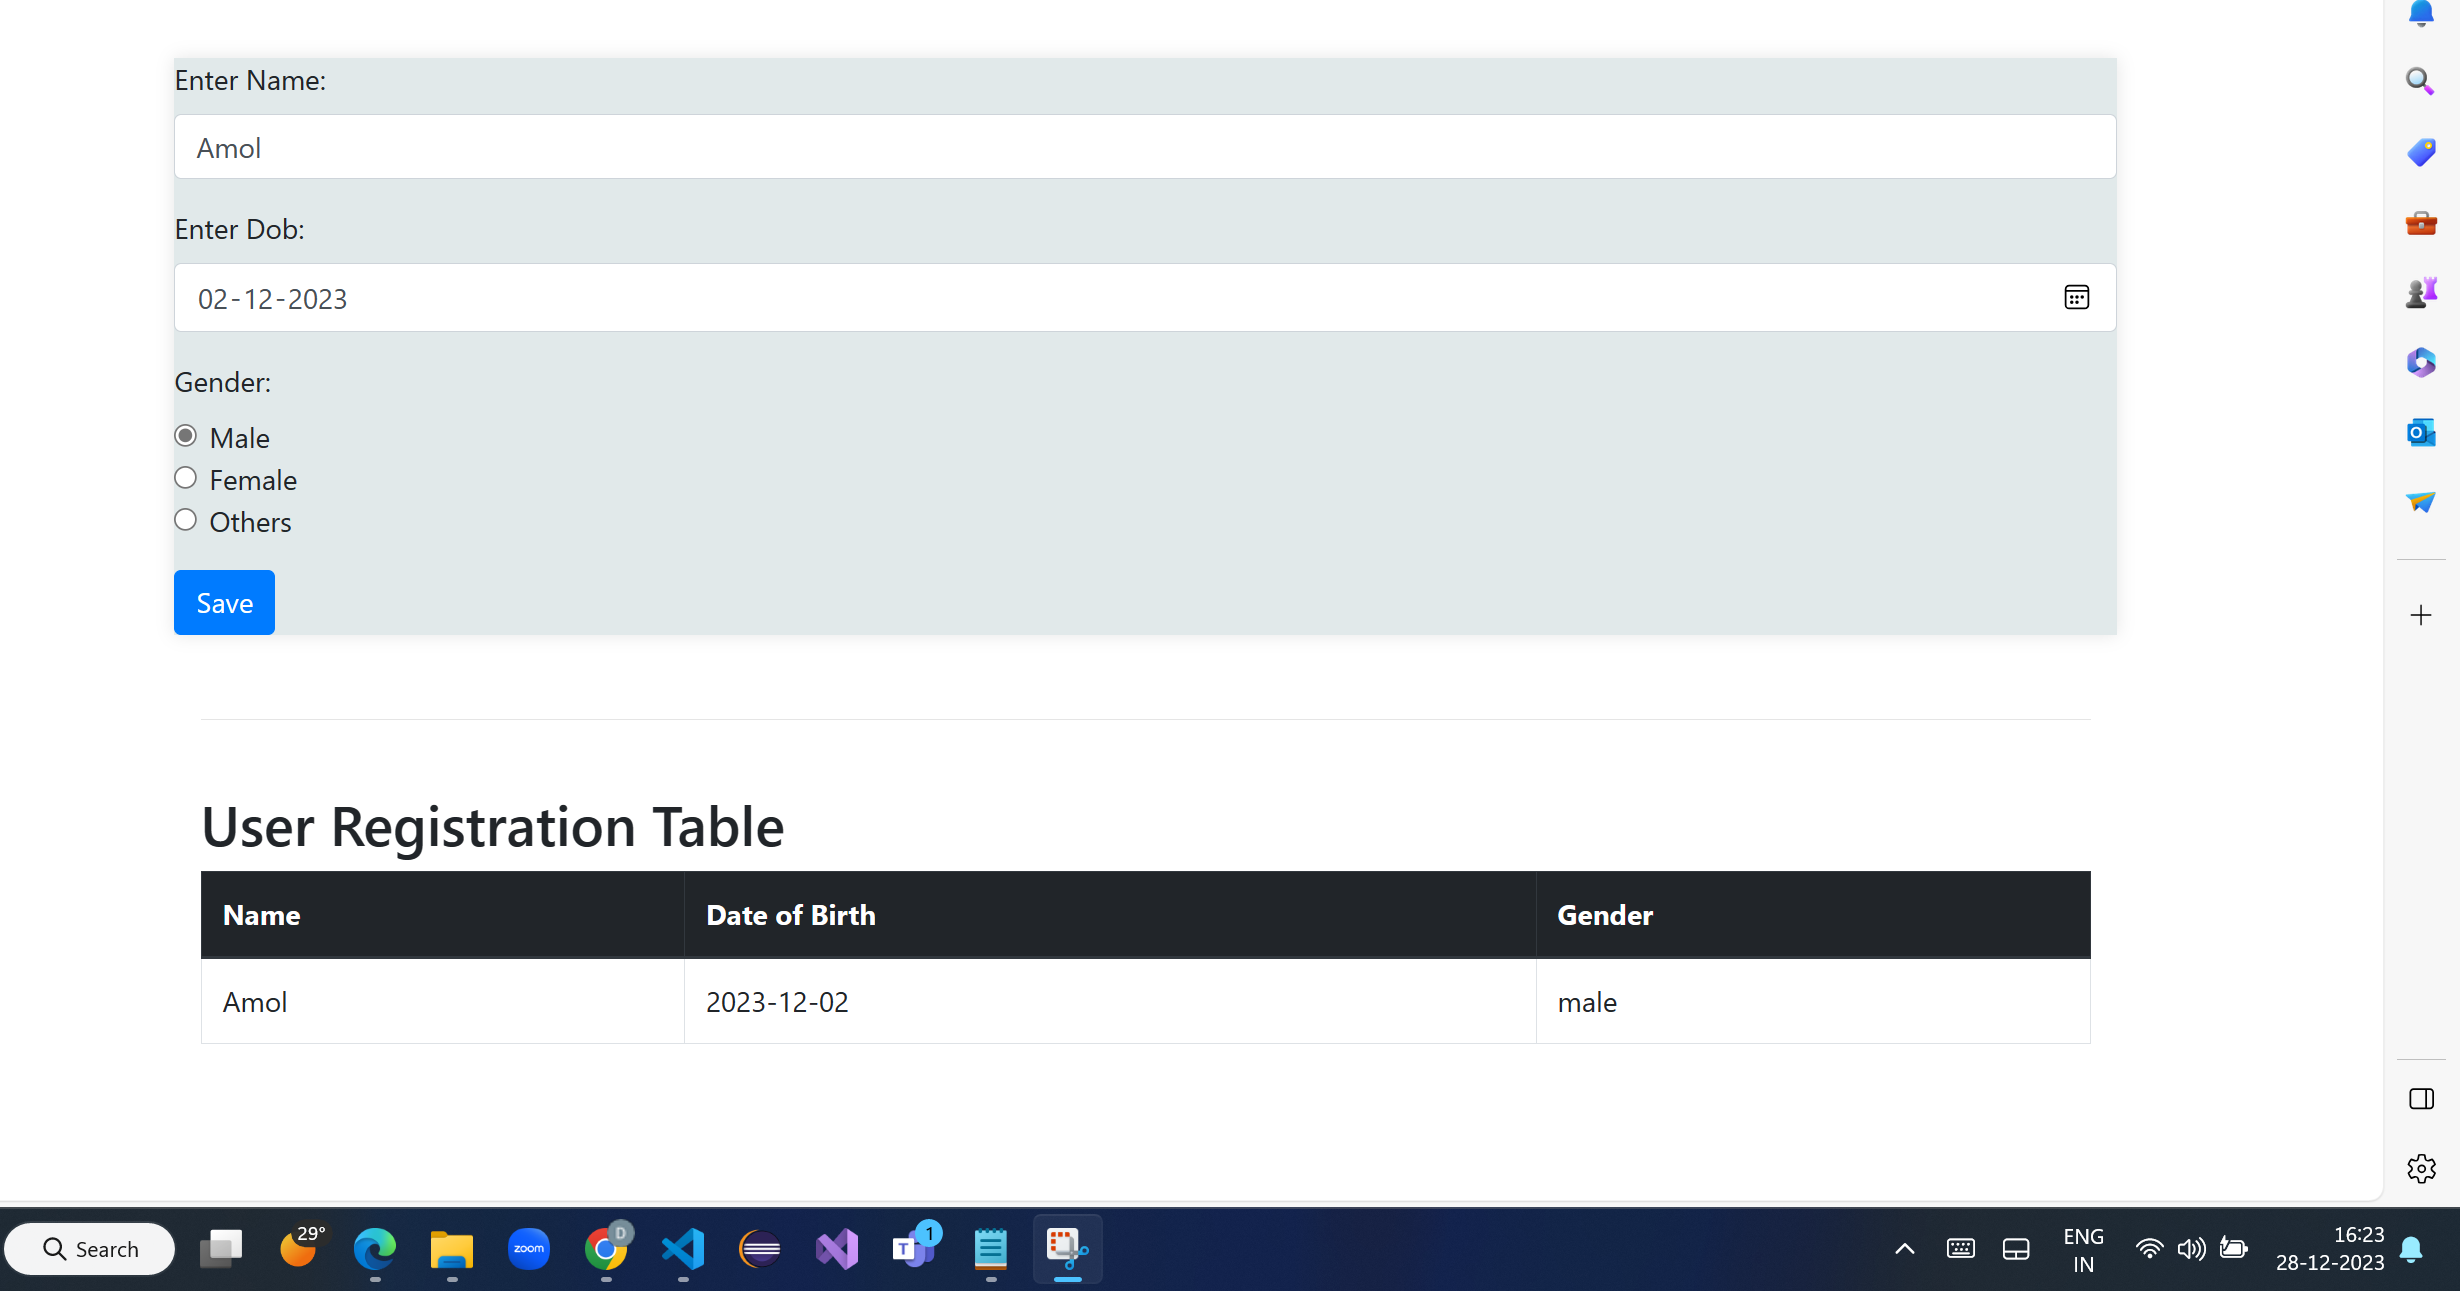 Enter Name:
Amol
Enter Dob:
02-12-2023
Gender:
Male
Female
Others
Save
User Registration Table
Name Date of Birth Gender
Amol 2023-12-02 male
Search 29° zoom D T 1 ENG 16:23
IN 28-12-2023